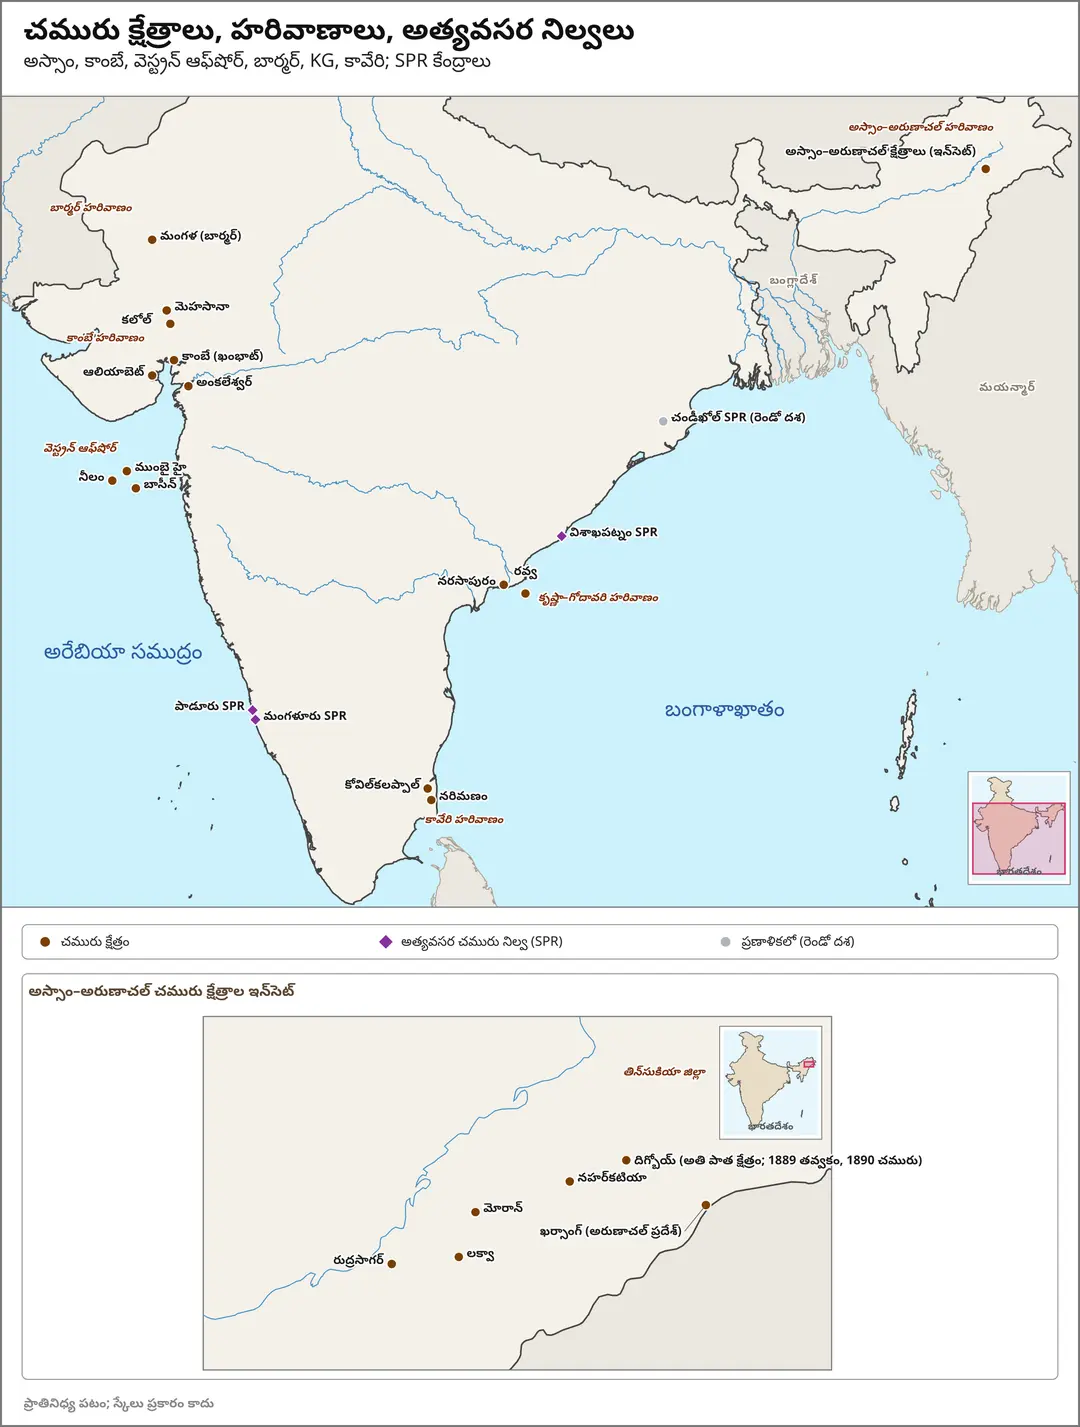 చమురు క్షేత్రాలు, హరివాణాలు, అత్యవసర నిల్వలు
అస్సాం, కాంబే, వెస్ట్రన్ ఆఫ్‌షోర్, బార్మర్, KG, కావేరి; SPR కేంద్రాలు
అస్సాం–అరుణాచల్ హరివాణం
అస్సాం–అరుణాచల్ క్షేత్రాలు (ఇన్‌సెట్)
బార్మర్ హరివాణం
మంగళ (బార్మర్)
బంగ్లాదేశ్
మెహసానా
కలోల్
కాంబే హరివాణం
కాంబే (ఖంభాట్)
ఆలియాబెట్
అంకలేశ్వర్
మయన్మార్
చండీఖోల్ SPR (రెండో దశ)
వెస్ట్రన్ ఆఫ్‌షోర్
ముంబై హై
నీలం
బాసీన్
విశాఖపట్నం SPR
రవ్వ
నరసాపురం
కృష్ణా–గోదావరి హరివాణం
అరేబియా సముద్రం
పాడూరు SPR
మంగళూరు SPR
బంగాళాఖాతం
కోవిల్‌కలప్పాల్
నరిమణం
కావేరి హరివాణం
భారతదేశం
చమురు క్షేత్రం
అత్యవసర చమురు నిల్వ (SPR)
ప్రణాళికలో (రెండో దశ)
అస్సాం–అరుణాచల్ చమురు క్షేత్రాల ఇన్‌సెట్
తిన్‌సుకియా జిల్లా
భారతదేశం
దిగ్బోయ్ (అతి పాత క్షేత్రం; 1889 తవ్వకం, 1890 చమురు)
నహర్‌కటియా
మోరాన్
ఖర్సాంగ్ (అరుణాచల్ ప్రదేశ్)
లక్వా
రుద్రసాగర్
ప్రాతినిధ్య పటం; స్కేలు ప్రకారం కాదు